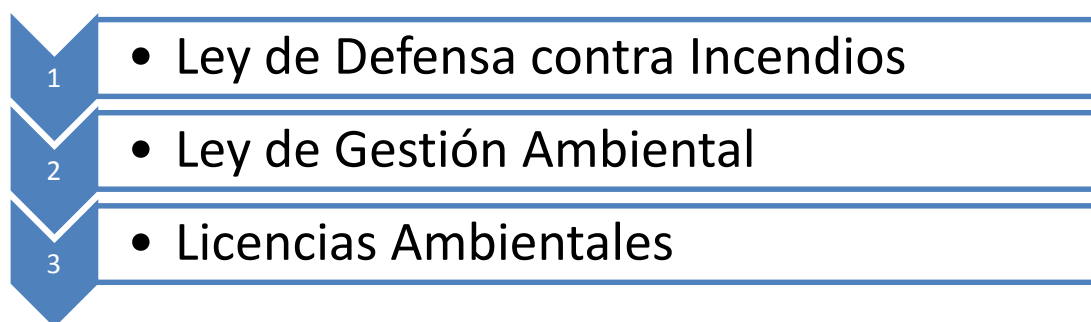 1
• Ley de Defensa contra Incendios
2
• Ley de Gestión Ambiental
3
• Licencias Ambientales